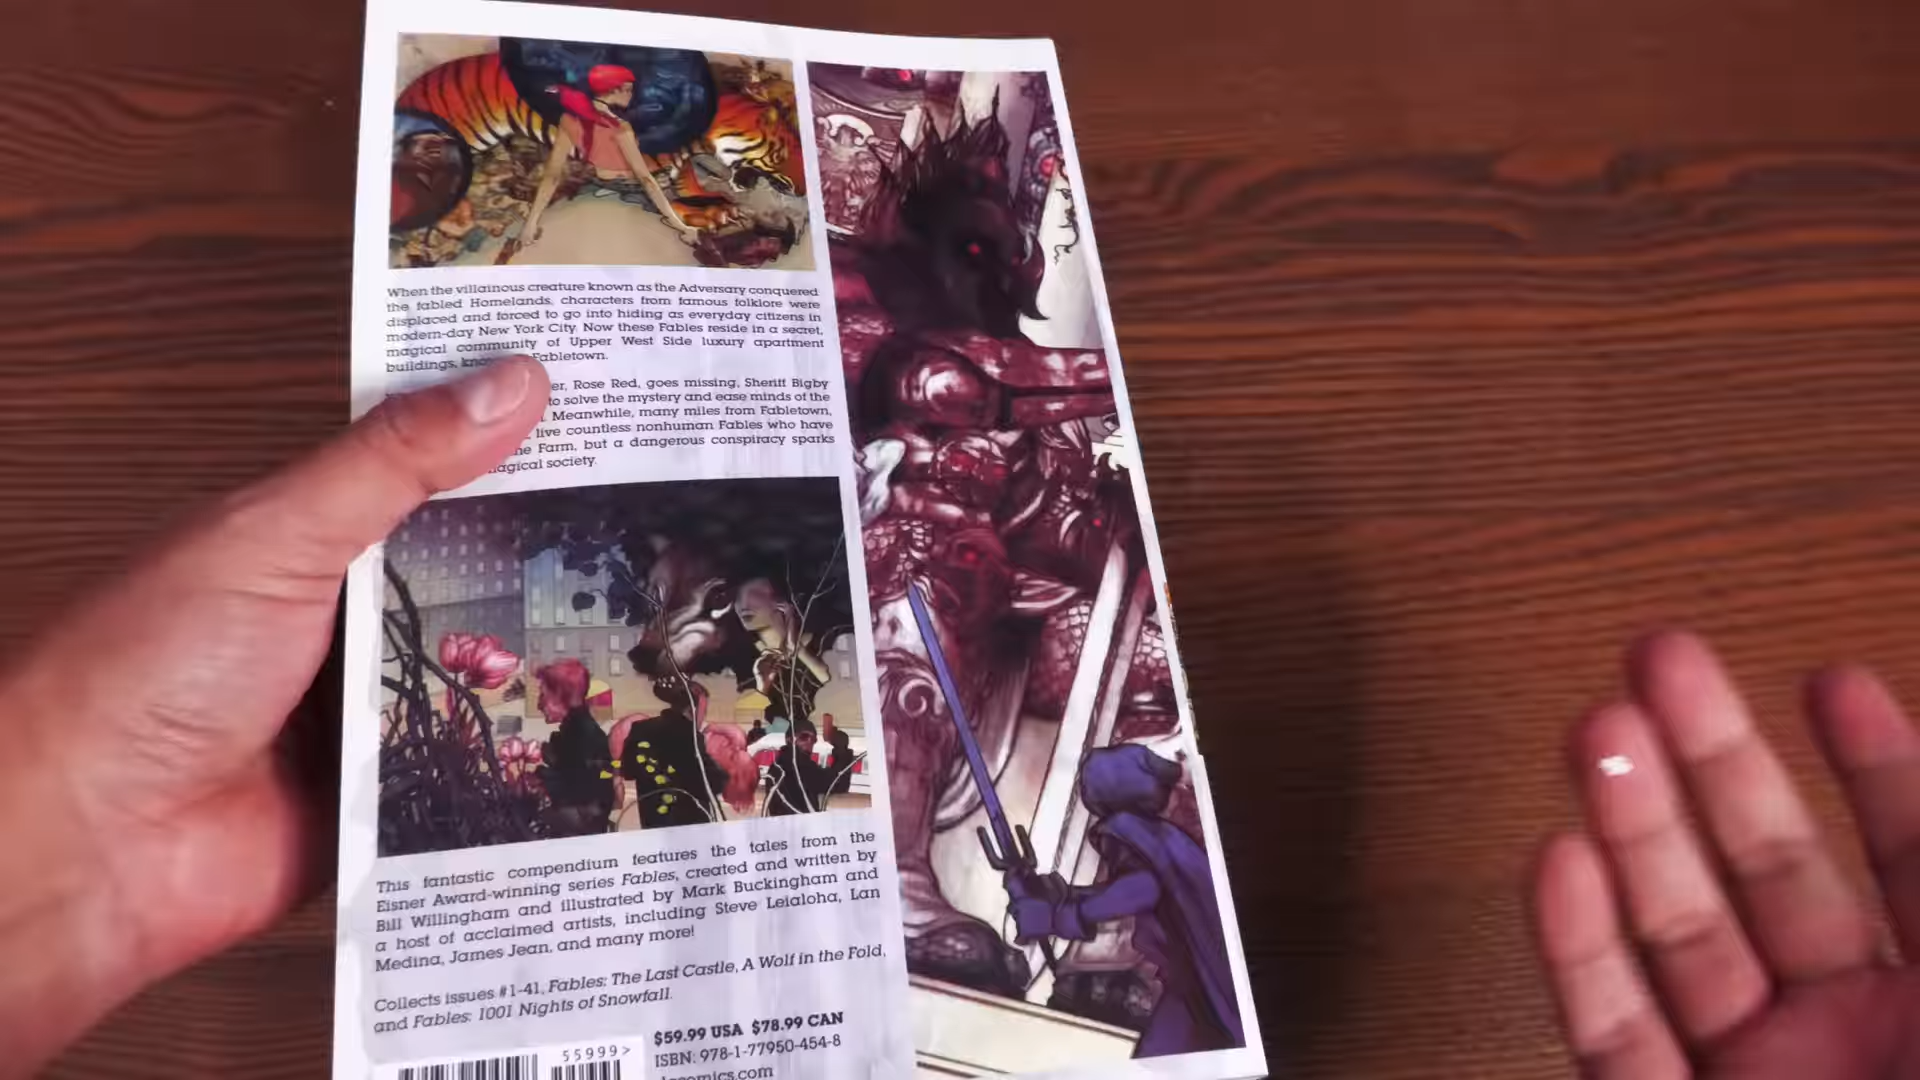 When the villainous creature known as the Adversary conquered
the fabled Homelands, characters from famous folklore were
displaced and forced to go into hiding as everyday citizens in
modern-day New York City. Now these Fables reside in a secret,
magical community of Upper West Side luxury apartment
buildings, Fabletown.
er, Rose Red, goes missing, Sheriff Bigby
to solve the mystery and ease minds of the
Meanwhile, many miles from Fabletown,
live countless nonhuman Fables who have
Farm, but a dangerous conspiracy sparks
society.
This fantastic compendium features the tales from the
Eisner Award-winning series Fables, created and written by
Bill Willingham and illustrated by Mark Buckingham and
a host of acclaimed artists, including Steve Leialoha, Lan
Medina, James Jean, and many more!
Collects issues #1-41, Fables: The Last Castle, A Wolf in the Fold,
and Fables: 1001 Nights of Snowfall.
$59.99 USA $78.99 CAN
ISBN: 978-1-77950-454-8
55999>
comics.com